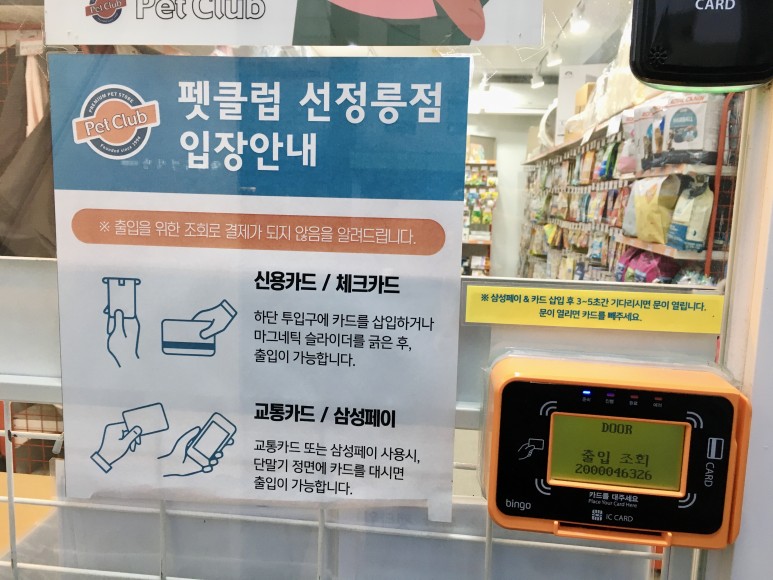 Pet Club
CARD
PREMIUM PET STORE
Pet Club
Founded since 2004
펫클럽 선정릉점
입장안내
※ 출입을 위한 조회로 결제가 되지 않음을 알려드립니다.
신용카드 / 체크카드
하단 투입구에 카드를 삽입하거나
마그네틱 슬라이더를 긁은 후,
출입이 가능합니다.
교통카드 / 삼성페이
교통카드 또는 삼성페이 사용시,
단말기 정면에 카드를 대시면
출입이 가능합니다.
※ 삼성페이 & 카드 삽입 후 3~5초간 기다리시면 문이 열립니다.
문이 열리면 카드를 빼주세요.
DOOR
출입 조회
2000046326
CARD
카드를 대주세요
Place Your Card Here
bingo
IC CARD